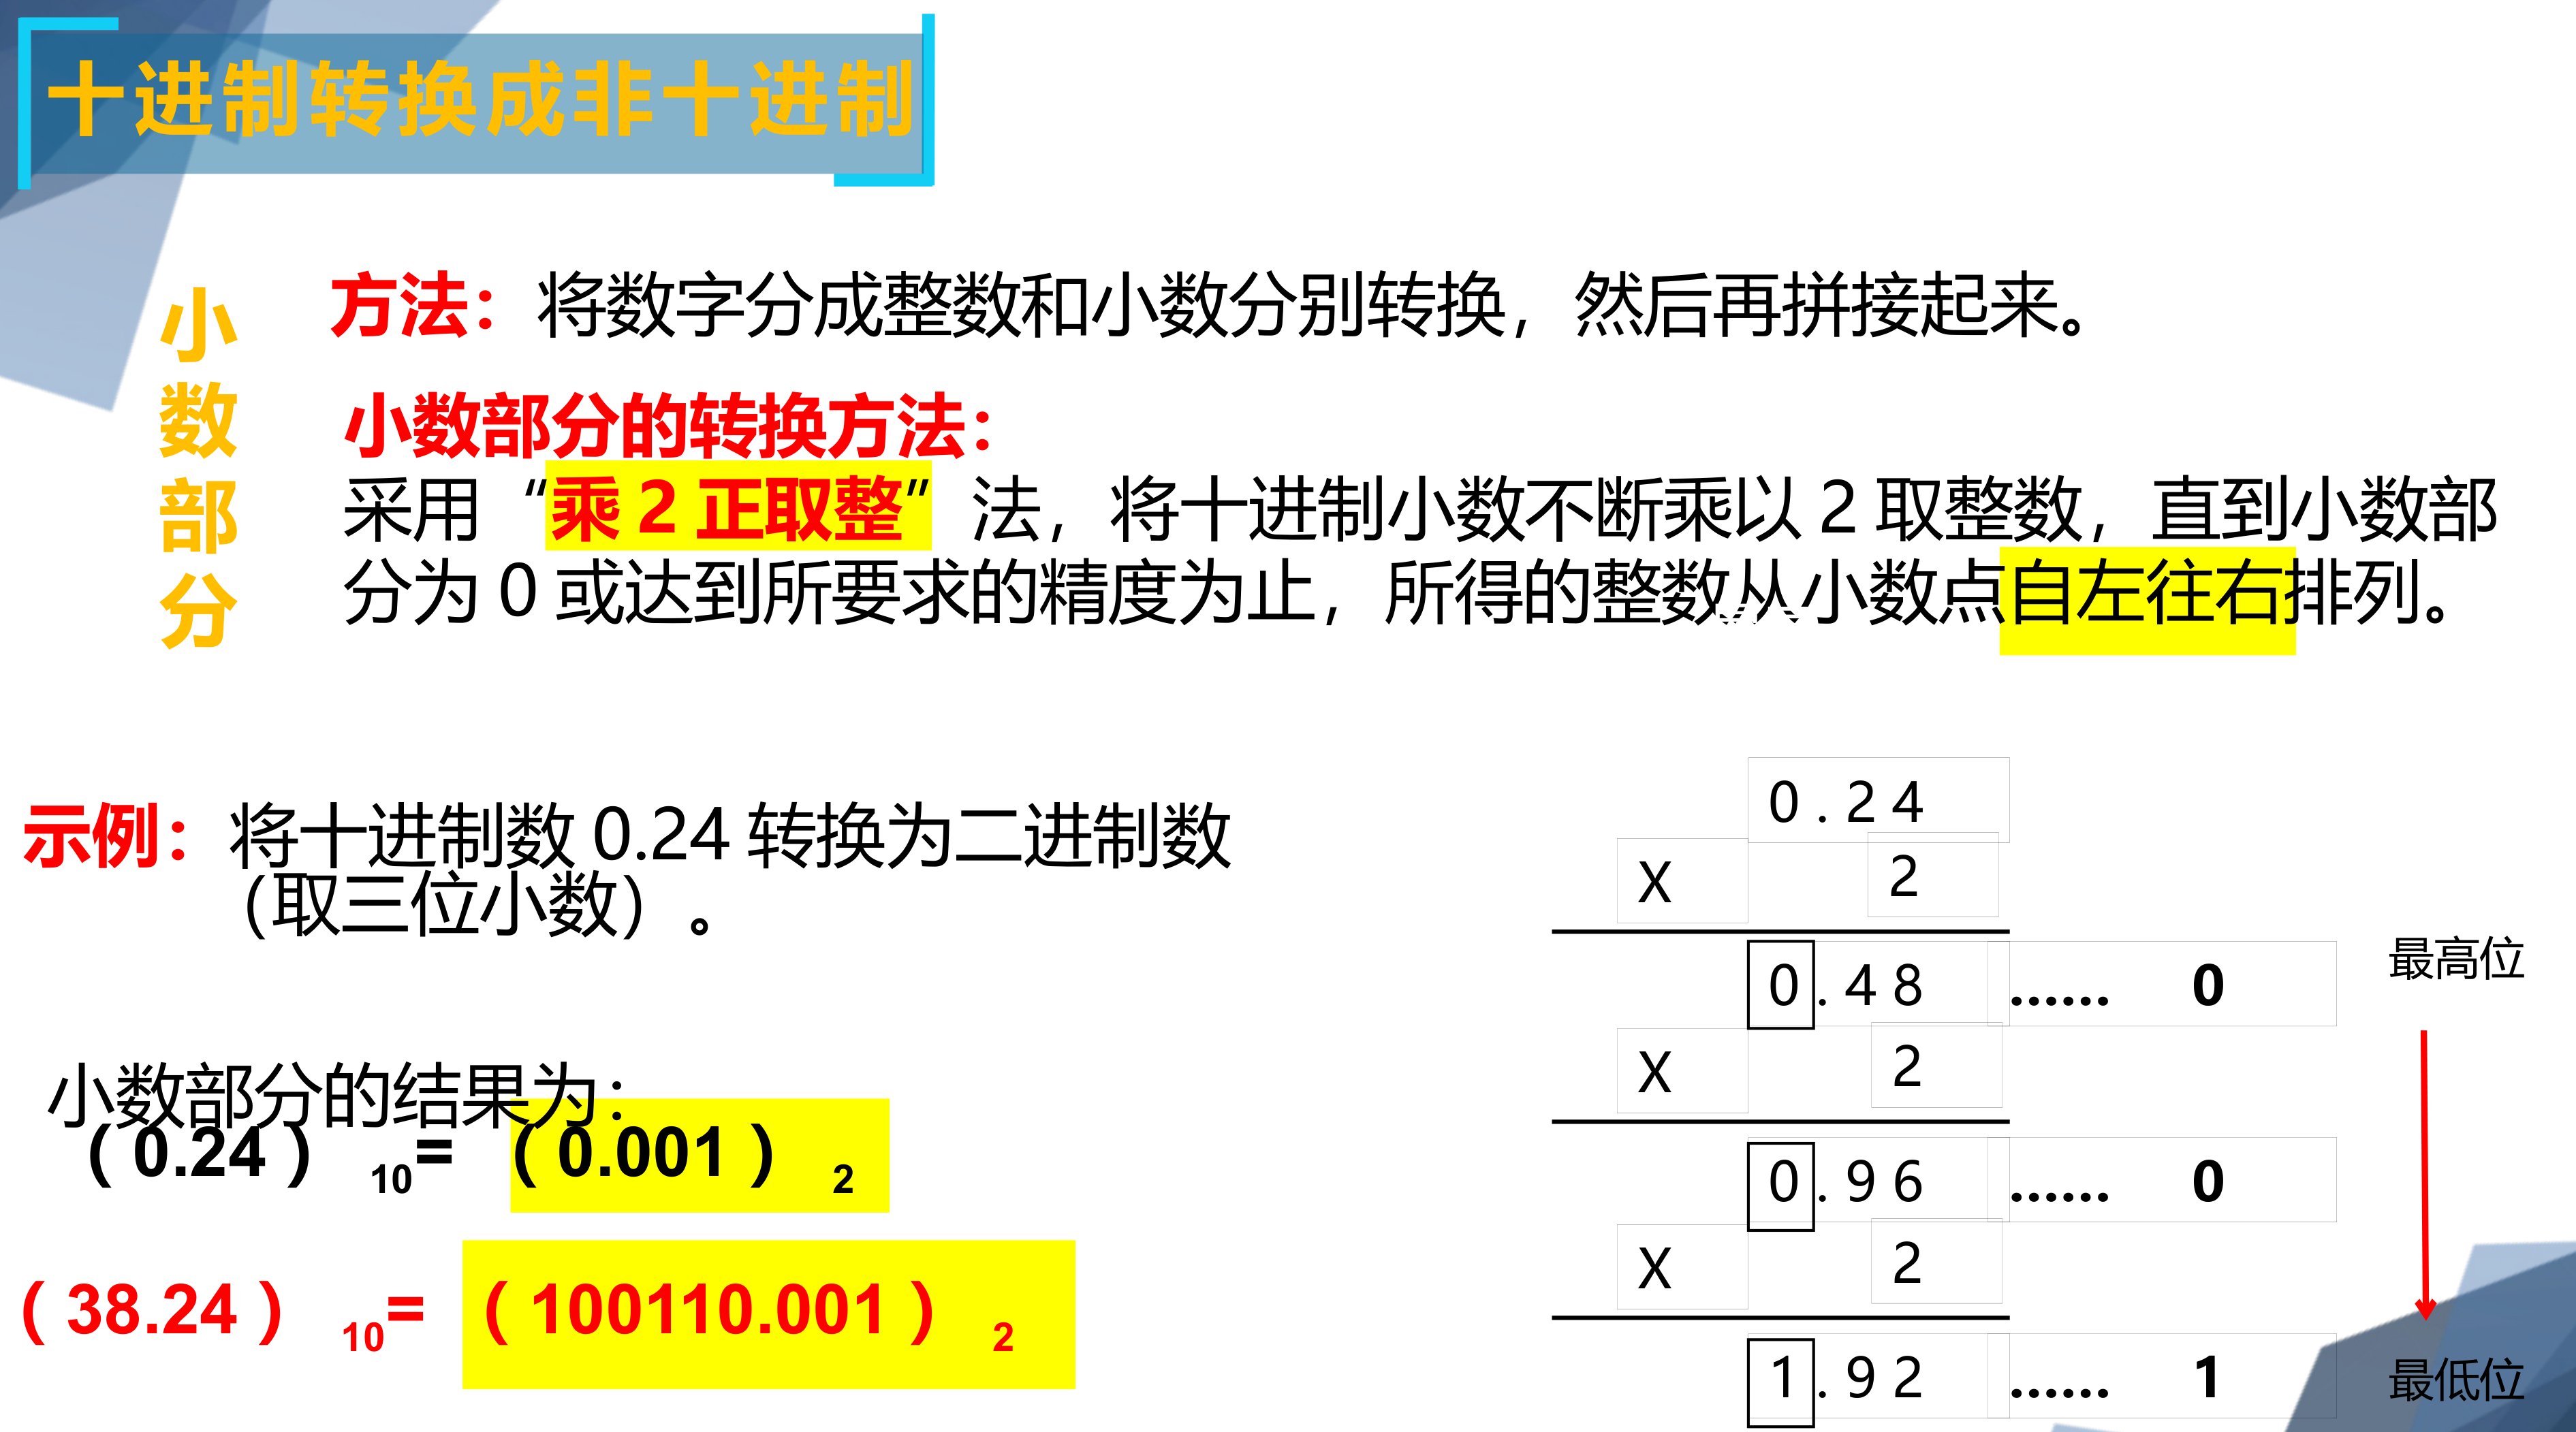 十进制转换成非十进制
小
数
部
分
方法：将数字分成整数和小数分别转换，然后再拼接起来。
小数部分的转换方法：
采用“乘2正取整”法，将十进制小数不断乘以2取整数，直到小数部
分为0或达到所要求的精度为止，所得的整数从小数点自左往右排列。
示例：将十进制数0.24转换为二进制数
（取三位小数）。
小数部分的结果为：
（0.24）10=（0.001）2
（38.24）10=（100110.001）2
0.24
X 2
0.48 …… 0
最高位
X 2
0.96 …… 0
X 2
1.92 …… 1
最低位